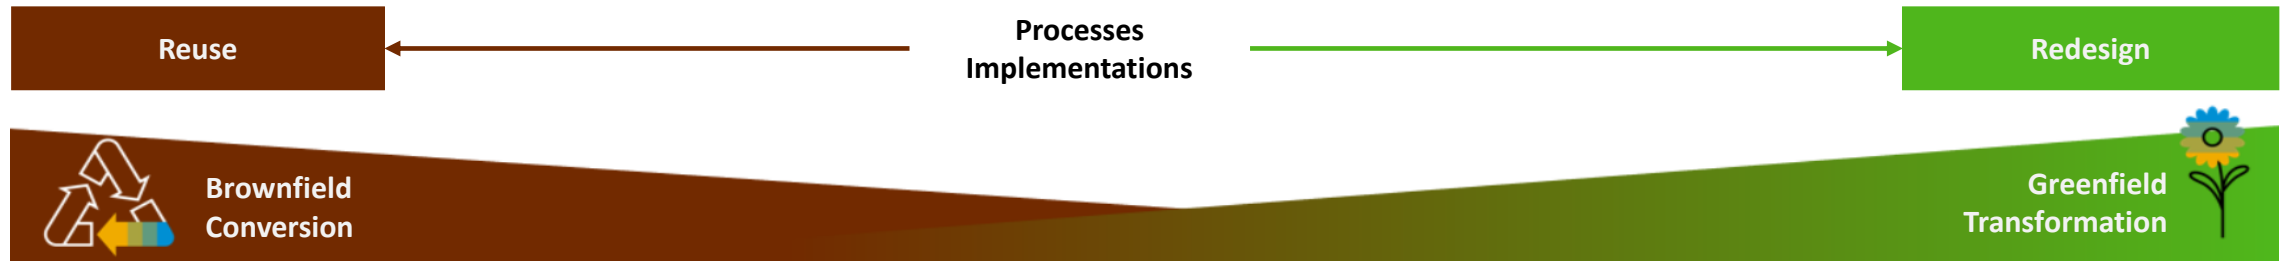 Reuse
Processes
Implementations
Redesign
Brownfield
Conversion
Greenfield
Transformation